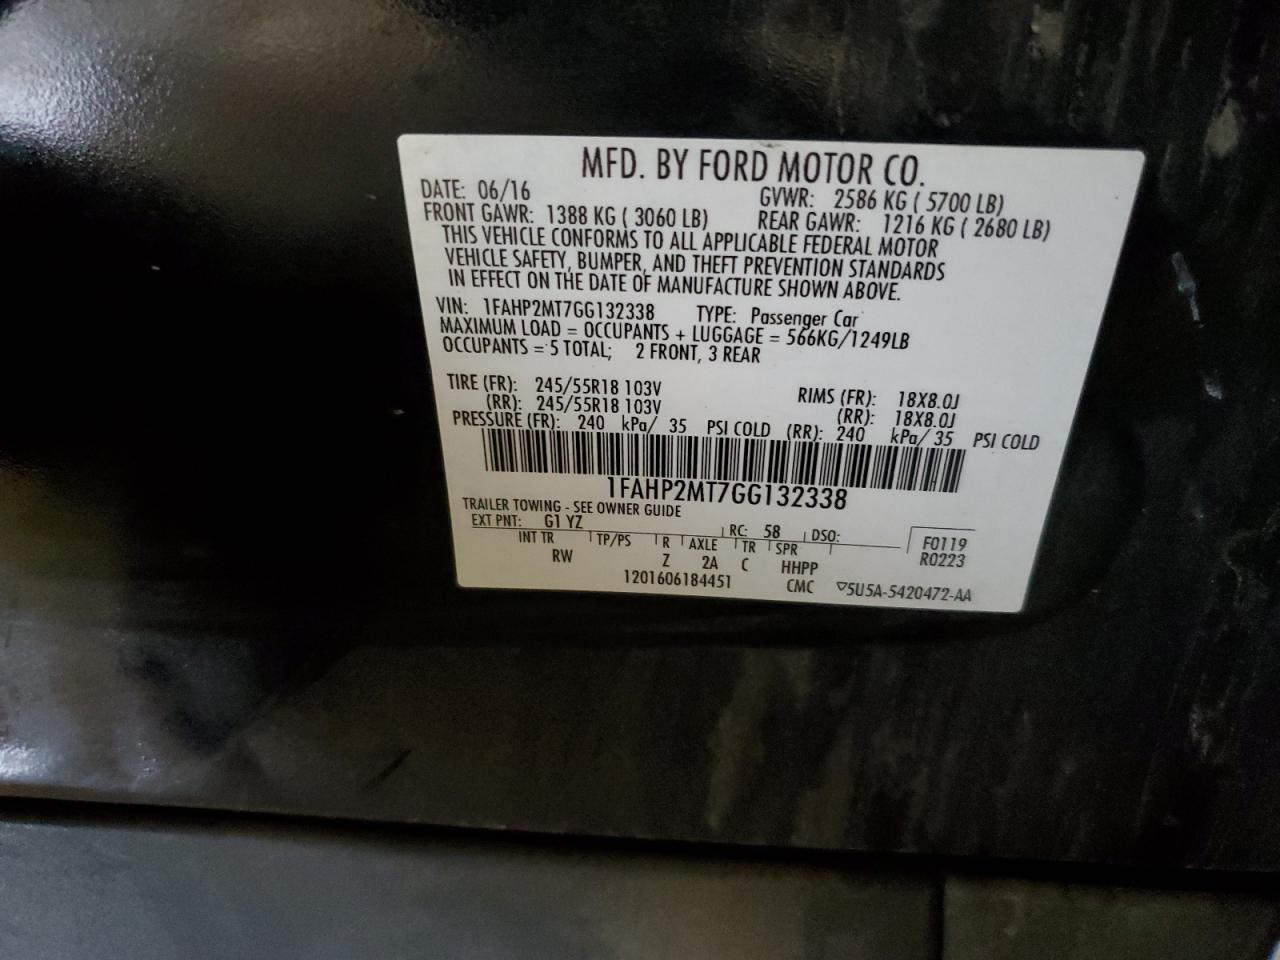 MFD. BY FORD MOTOR CO.
DATE: 06/16 GVWR: 2586 KG ( 5700 LB)
FRONT GAWR: 1388 KG ( 3060 LB) REAR GAWR: 1216 KG ( 2680 LB)
THIS VEHICLE CONFORMS TO ALL APPLICABLE FEDERAL MOTOR
VEHICLE SAFETY, BUMPER, AND THEFT PREVENTION STANDARDS
IN EFFECT ON THE DATE OF MANUFACTURE SHOWN ABOVE.
VIN: 1FAHP2MT7GG132338 TYPE: Passenger Car
MAXIMUM LOAD = OCCUPANTS + LUGGAGE = 566KG/1249LB
OCCUPANTS = 5 TOTAL; 2 FRONT, 3 REAR
TIRE (FR): 245/55R18 103V RIMS (FR): 18X8.0J
(RR): 245/55R18 103V (RR): 18X8.0J
PRESSURE (FR): 240 kPa/ 35 PSI COLD (RR): 240 kPa/ 35 PSI COLD
1FAHP2MT7GG132338
TRAILER TOWING - SEE OWNER GUIDE
EXT PNT: G1 YZ RC: 58 DSO: F0119
INT TR TP/PS R AXLE TR SPR R0223
RW Z 2A C HHPP
1201606184451 CMC ▽5U5A-5420472-AA